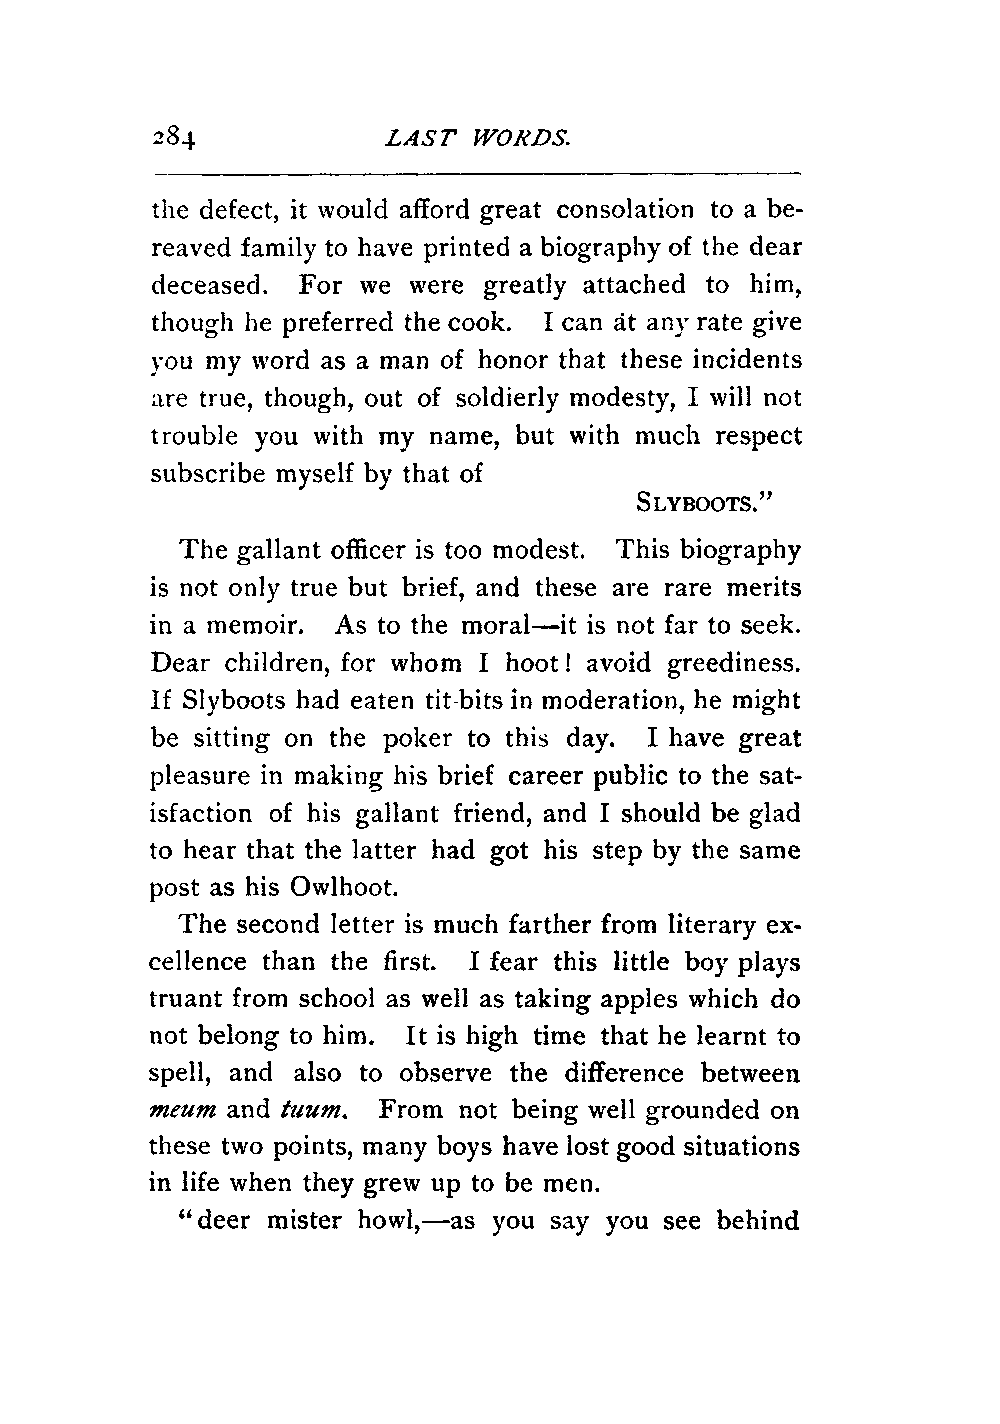 284 LAST WORDS.
the defect, it would afford great consolation to a be-
reaved family to have printed a biography of the dear
deceased. For we were greatly attached to him,
though he preferred the cook. I can at any rate give
you my word as a man of honor that these incidents
are true, though, out of soldierly modesty, I will not
trouble you with my name, but with much respect
subscribe myself by that of
SLYBOOTS.”
The gallant officer is too modest. This biography
is not only true but brief, and these are rare merits
in a memoir. As to the moral—it is not far to seek.
Dear children, for whom I hoot! avoid greediness.
If Slyboots had eaten tit-bits in moderation, he might
be sitting on the poker to this day. I have great
pleasure in making his brief career public to the sat-
isfaction of his gallant friend, and I should be glad
to hear that the latter had got his step by the same
post as his Owlhoot.
The second letter is much farther from literary ex-
cellence than the first. I fear this little boy plays
truant from school as well as taking apples which do
not belong to him. It is high time that he learnt to
spell, and also to observe the difference between
meum and tuum. From not being well grounded on
these two points, many boys have lost good situations
in life when they grew up to be men.
“deer mister howl,—as you say you see behind